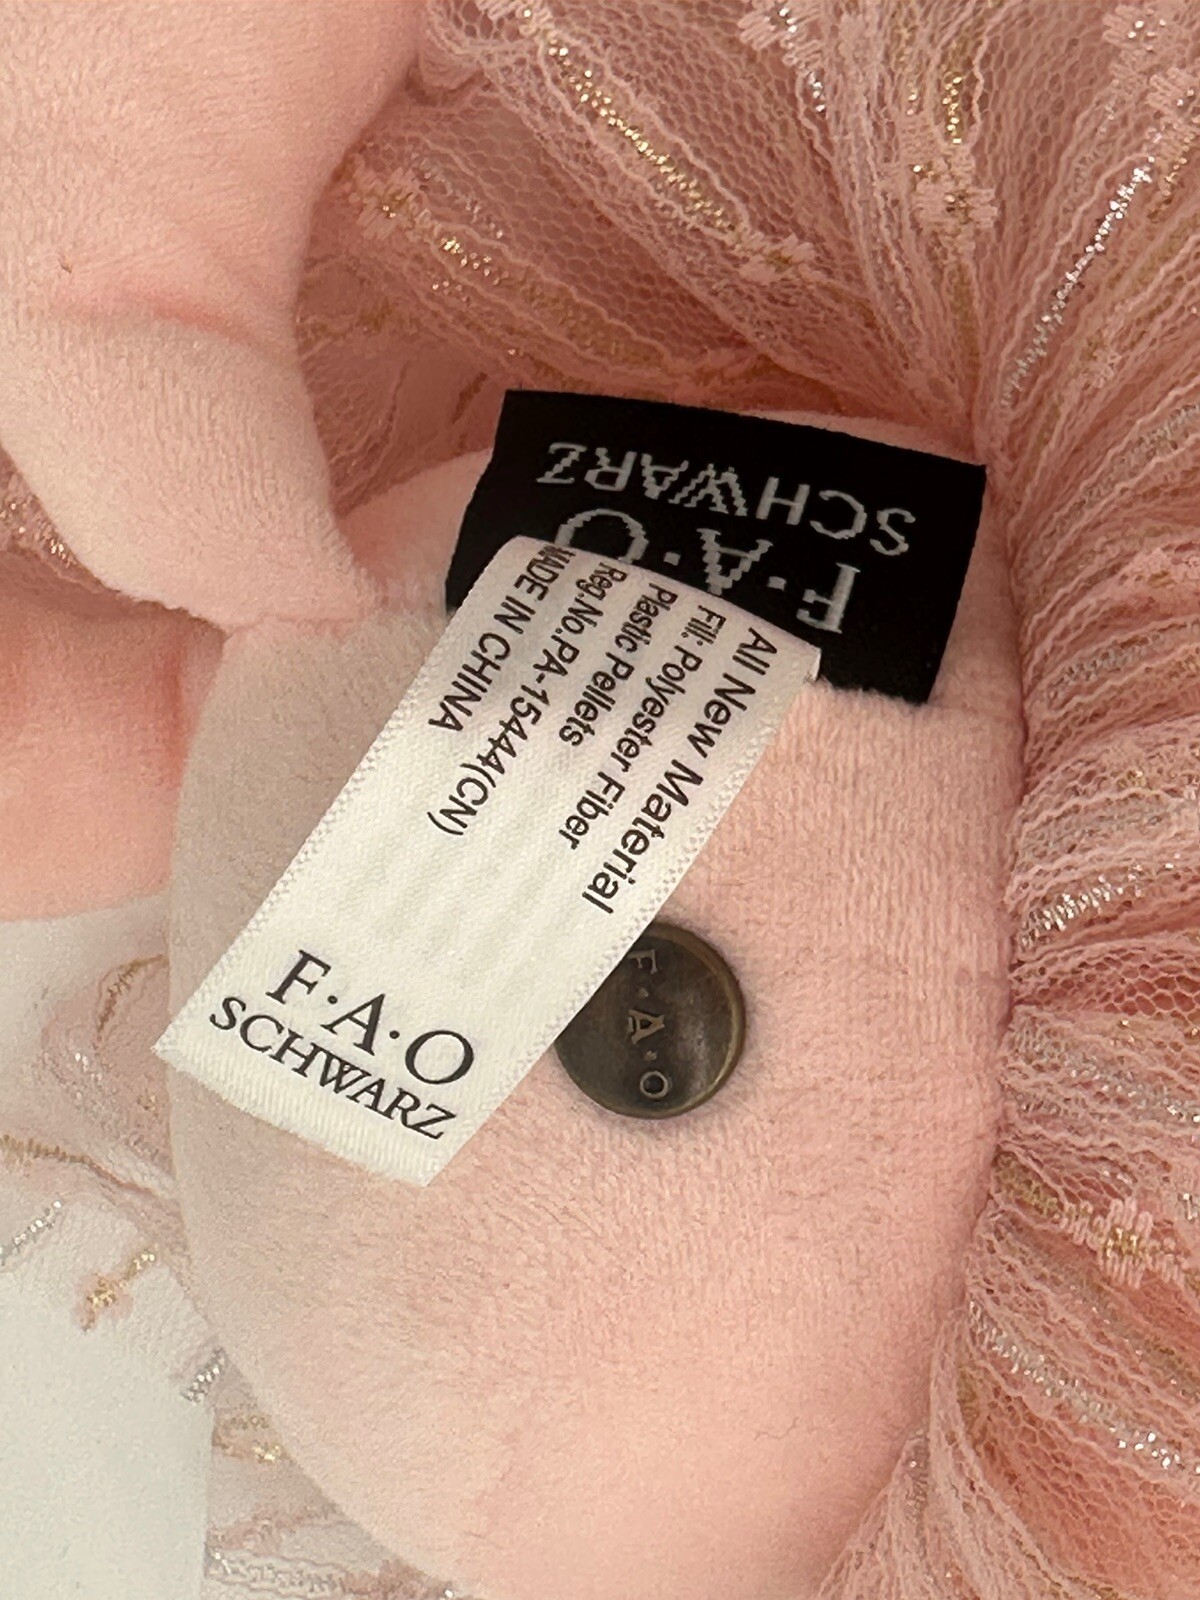 F·A·O
SCHWARZ
All New Material
Fill: Polyester Fiber
Plastic Pellets
Reg.No.PA-15444(CN)
MADE IN CHINA
F·A·O
SCHWARZ
F·A·O